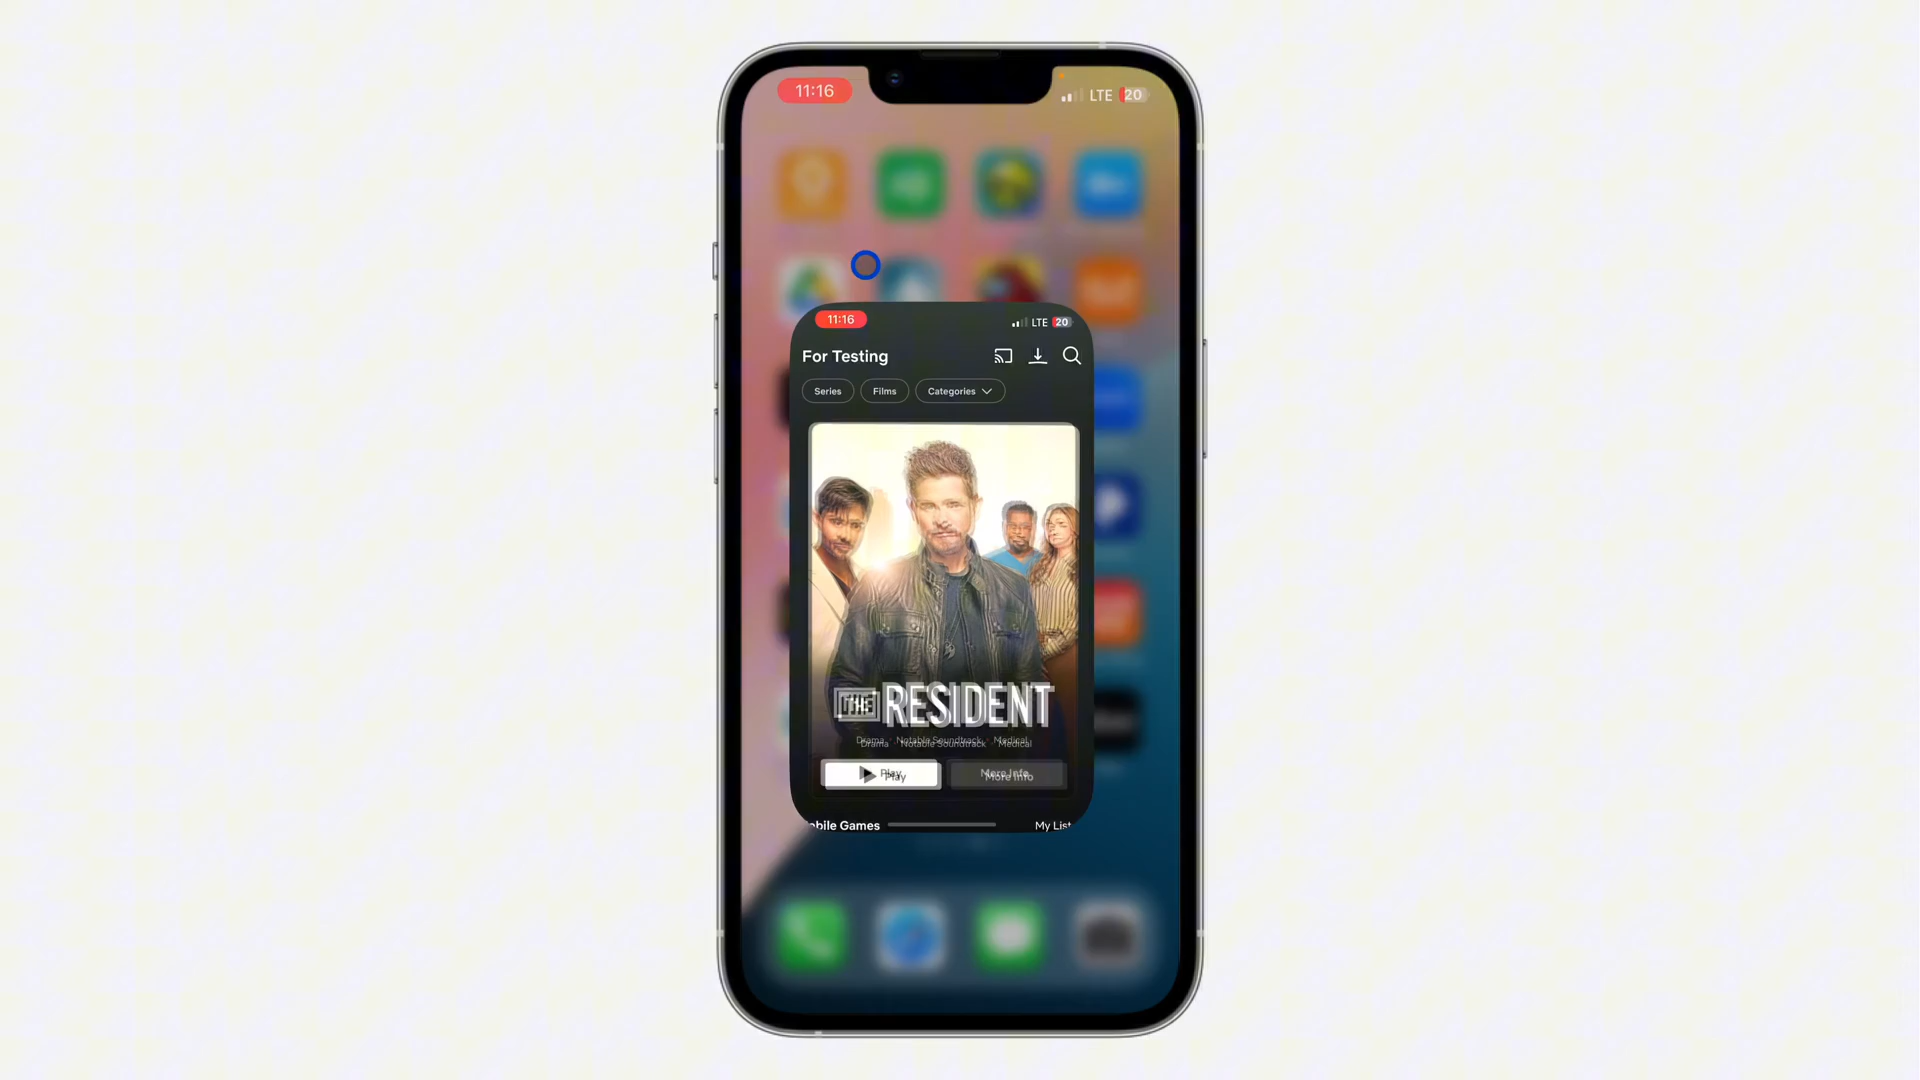 11:16
LTE 20
11:16
LTE 20
For Testing
Series Films Categories
THE RESIDENT
Drama · Notable Soundtrack · Medical
Play More Info
obile Games My List